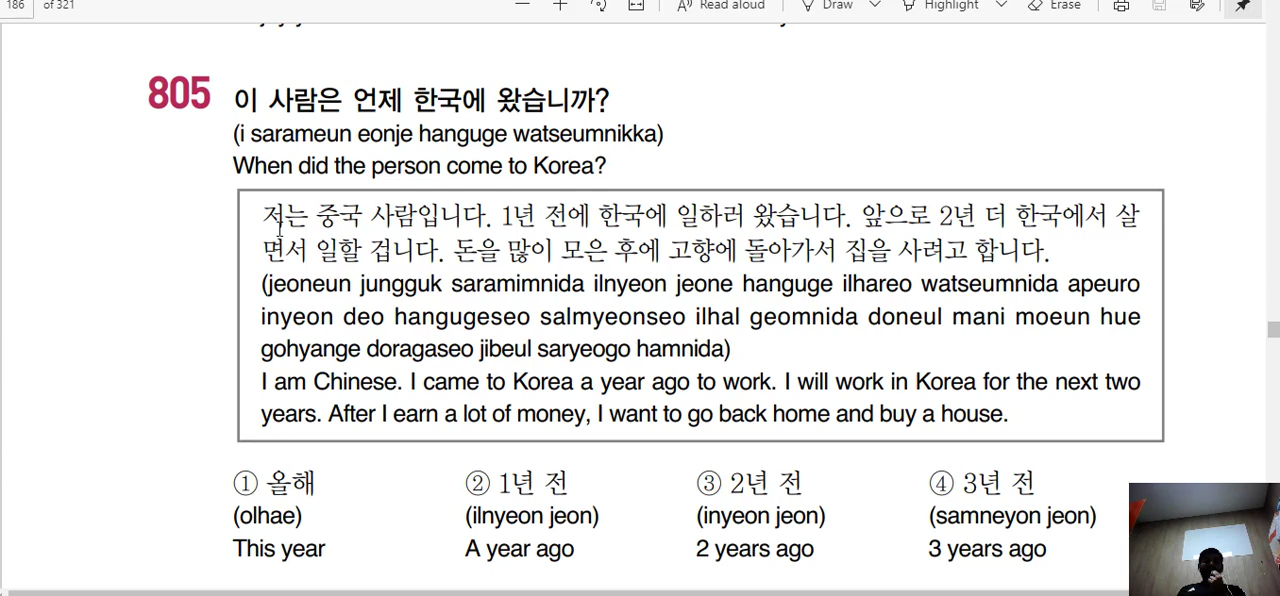 186 of 321
Read aloud
Draw
Highlight
Erase
805 이 사람은 언제 한국에 왔습니까?
(i sarameun eonje hanguge watseumnikka)
When did the person come to Korea?
저는 중국 사람입니다. 1년 전에 한국에 일하러 왔습니다. 앞으로 2년 더 한국에서 살
면서 일할 겁니다. 돈을 많이 모은 후에 고향에 돌아가서 집을 사려고 합니다.
(jeoneun jungguk saramimnida ilnyeon jeone hanguge ilhareo watseumnida apeuro
inyeon deo hangugeseo salmyeonseo ilhal geomnida doneul mani moeun hue
gohyange doragaseo jibeul saryeogo hamnida)
I am Chinese. I came to Korea a year ago to work. I will work in Korea for the next two
years. After I earn a lot of money, I want to go back home and buy a house.
① 올해 ② 1년 전 ③ 2년 전 ④ 3년 전
(olhae) (ilnyeon jeon) (inyeon jeon) (samneyon jeon)
This year A year ago 2 years ago 3 years ago